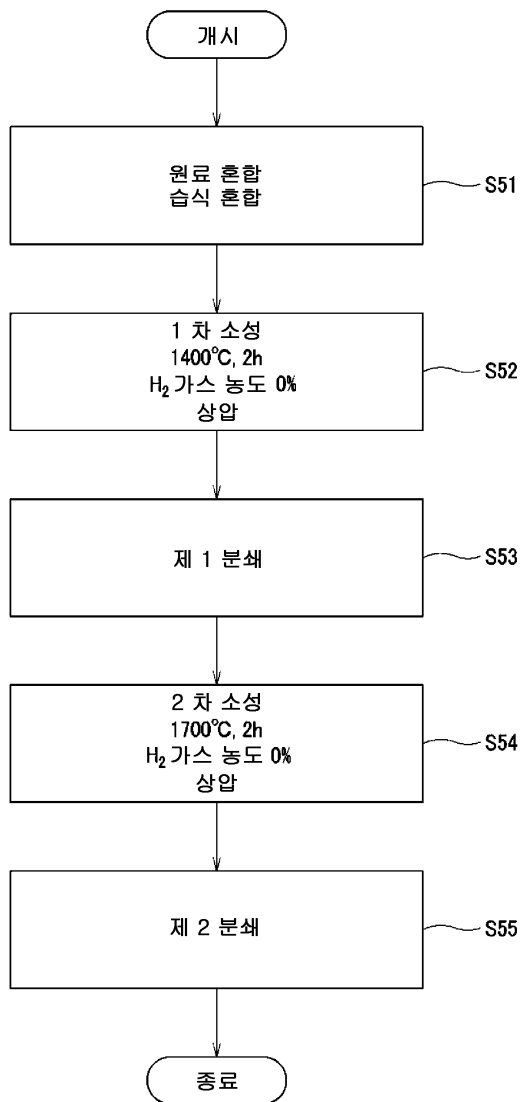 개시
원료 혼합
습식 혼합
S51
1 차 소성
1400℃, 2h
H₂ 가스 농도 0%
상압
S52
제 1 분쇄
S53
2 차 소성
1700℃, 2h
H₂ 가스 농도 0%
상압
S54
제 2 분쇄
S55
종료